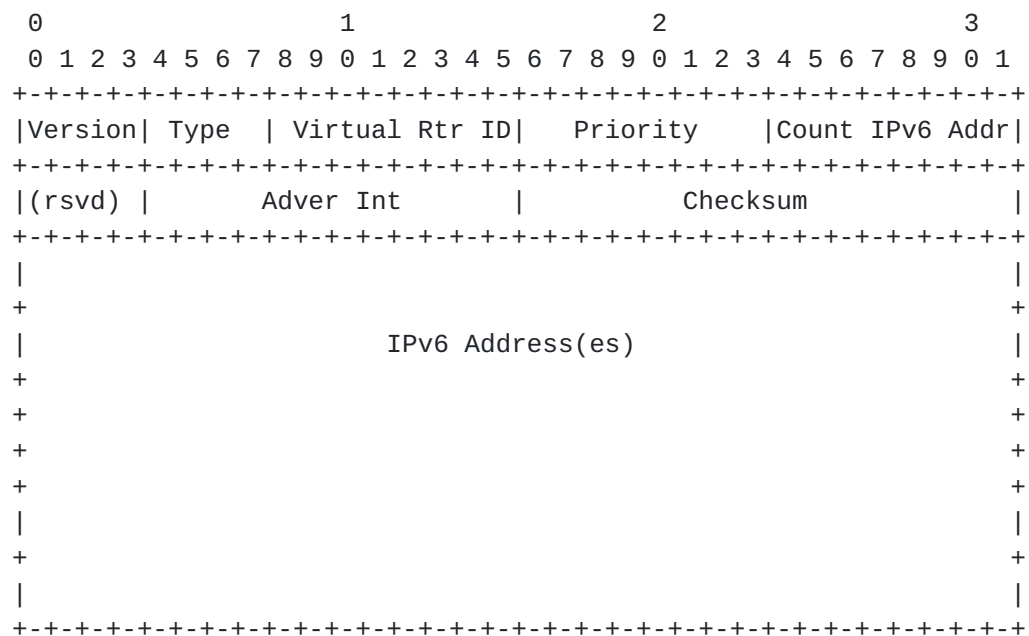 0                   1                   2                   3
 0 1 2 3 4 5 6 7 8 9 0 1 2 3 4 5 6 7 8 9 0 1 2 3 4 5 6 7 8 9 0 1
+-+-+-+-+-+-+-+-+-+-+-+-+-+-+-+-+-+-+-+-+-+-+-+-+-+-+-+-+-+-+-+-+
|Version| Type  | Virtual Rtr ID|   Priority    |Count IPv6 Addr|
+-+-+-+-+-+-+-+-+-+-+-+-+-+-+-+-+-+-+-+-+-+-+-+-+-+-+-+-+-+-+-+-+
|(rsvd) |       Adver Int       |          Checksum             |
+-+-+-+-+-+-+-+-+-+-+-+-+-+-+-+-+-+-+-+-+-+-+-+-+-+-+-+-+-+-+-+-+
|                                                               |
+                                                               +
|                       IPv6 Address(es)                        |
+                                                               +
+                                                               +
+                                                               +
+                                                               +
|                                                               |
+                                                               +
|                                                               |
+-+-+-+-+-+-+-+-+-+-+-+-+-+-+-+-+-+-+-+-+-+-+-+-+-+-+-+-+-+-+-+-+